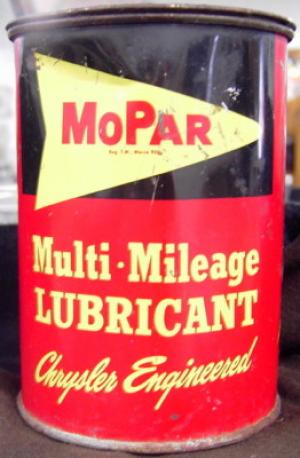 MOPAR
Multi·Mileage
LUBRICANT
Chrysler Engineered